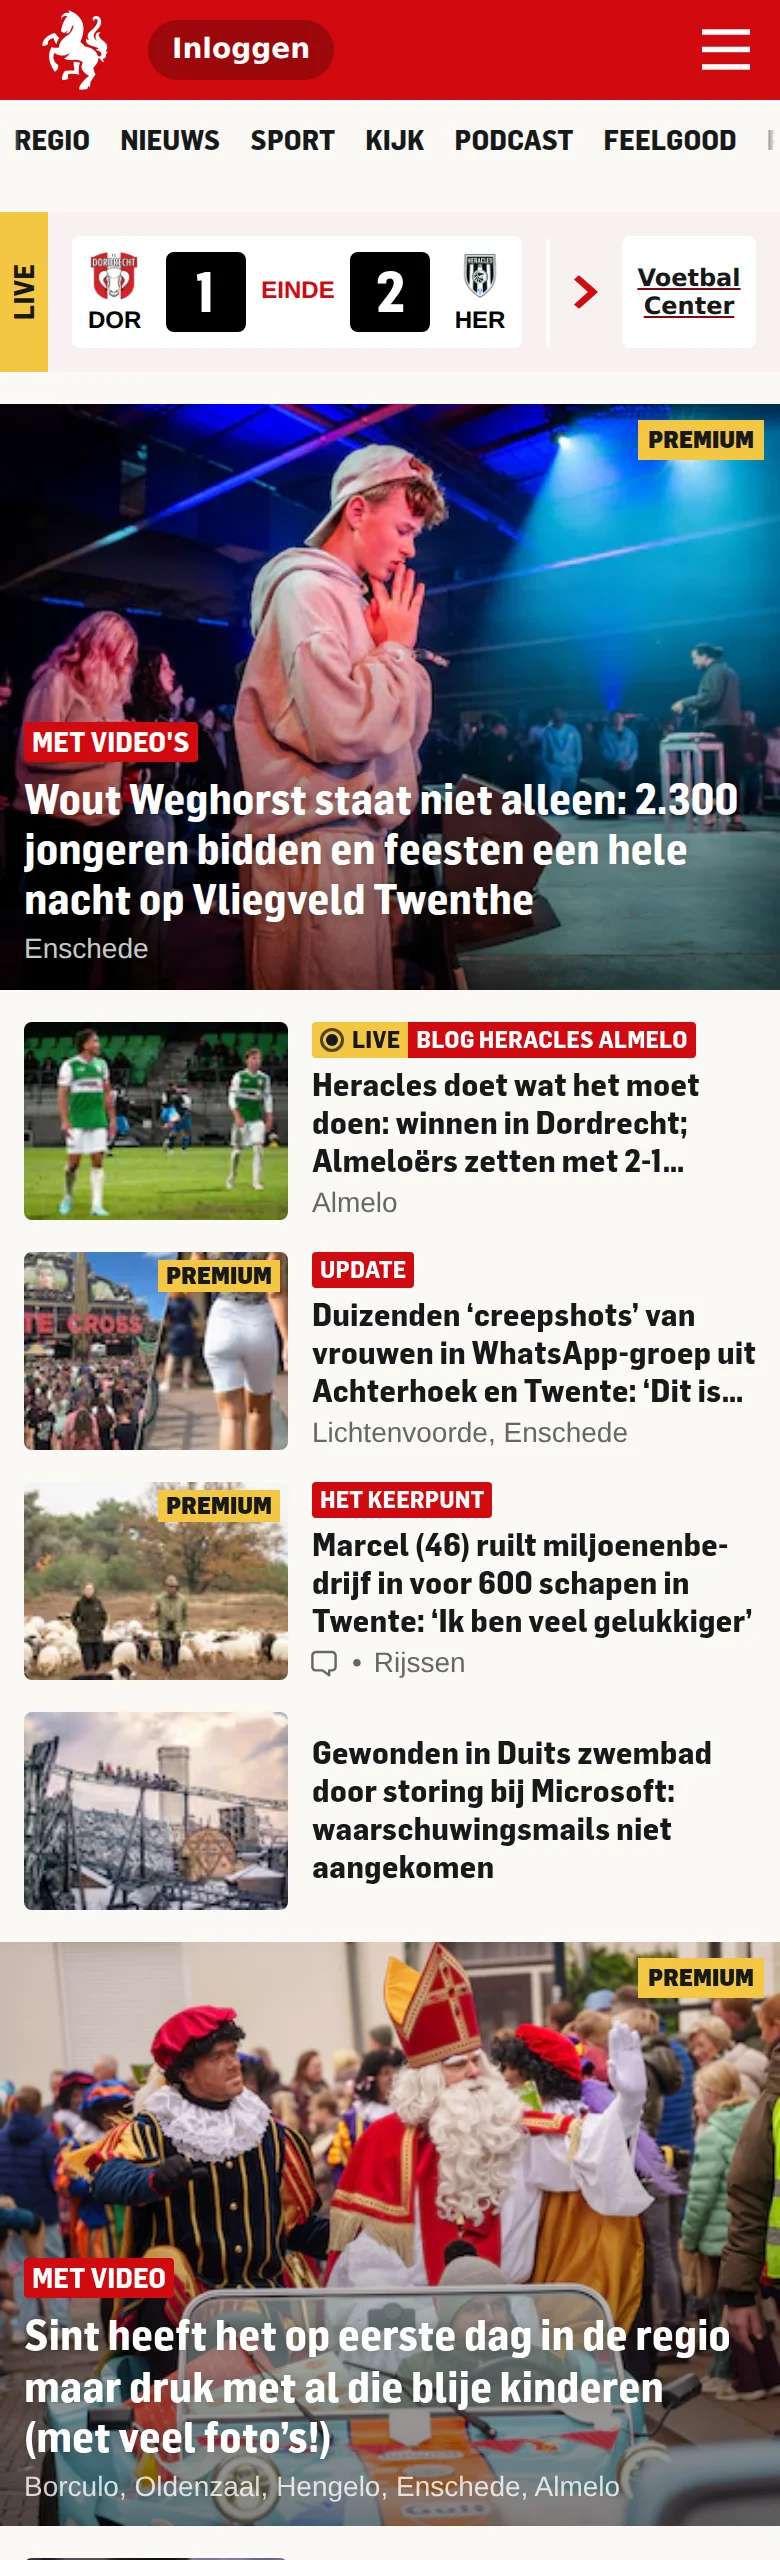 Inloggen
REGIO NIEUWS SPORT KIJK PODCAST FEELGOOD
LIVE
DORDRECHT
HERACLES
1 EINDE 2
DOR HER
Voetbal
Center
PREMIUM
MET VIDEO'S
Wout Weghorst staat niet alleen: 2.300
jongeren bidden en feesten een hele
nacht op Vliegveld Twenthe
Enschede
LIVE BLOG HERACLES ALMELO
Heracles doet wat het moet
doen: winnen in Dordrecht;
Almeloërs zetten met 2-1...
Almelo
PREMIUM
TE CROSS
UPDATE
Duizenden ‘creepshots’ van
vrouwen in WhatsApp-groep uit
Achterhoek en Twente: ‘Dit is...
Lichtenvoorde, Enschede
PREMIUM
HET KEERPUNT
Marcel (46) ruilt miljoenenbe-
drijf in voor 600 schapen in
Twente: ‘Ik ben veel gelukkiger’
• Rijssen
Gewonden in Duits zwembad
door storing bij Microsoft:
waarschuwingsmails niet
aangekomen
PREMIUM
MET VIDEO
Sint heeft het op eerste dag in de regio
maar druk met al die blije kinderen
(met veel foto’s!)
Borculo, Oldenzaal, Hengelo, Enschede, Almelo
Gulf